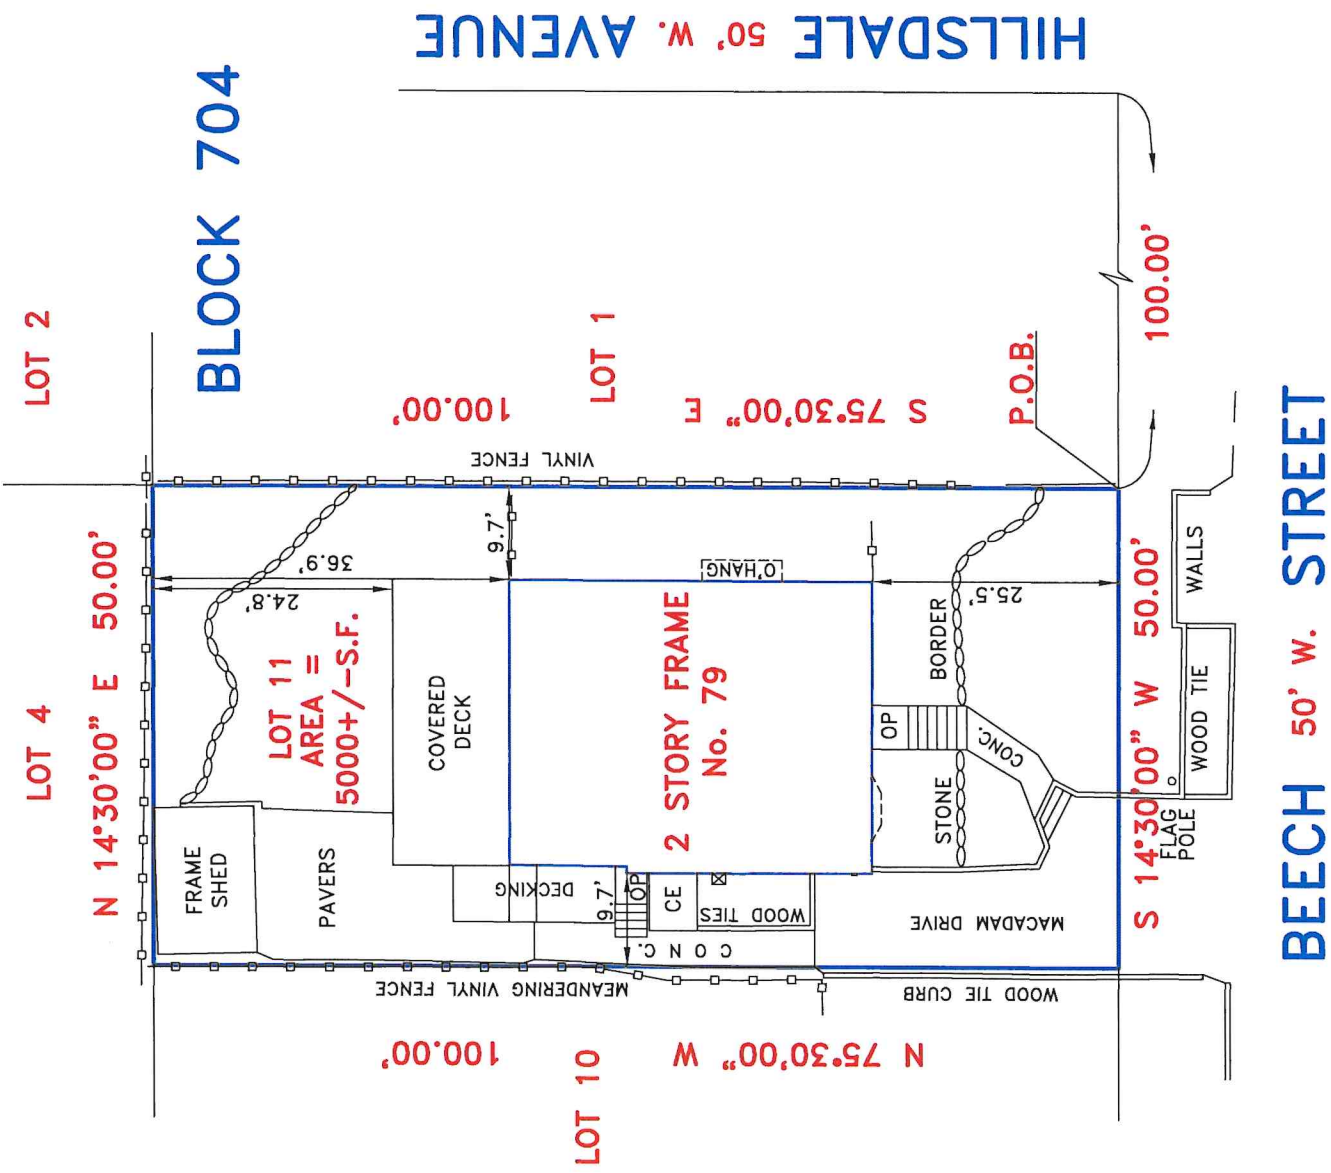 HILLSDALE 50' W. AVENUE
BLOCK 704
LOT 2
LOT 4
N 14°30'00" E 50.00'
LOT 1
S 75°30'00" E 100.00'
VINYL FENCE
P.O.B.
100.00'
36.9'
24.8'
9.7'
LOT 11
AREA =
5000+/-S.F.
FRAME
SHED
PAVERS
COVERED
DECK
DECKING
O'HANG
2 STORY FRAME
No. 79
9.7'
OP
CE
WOOD TIES
CONC.
MEANDERING VINYL FENCE
25.5'
BORDER
OP
STONE
CONC.
MACADAM DRIVE
WOOD TIE CURB
N 75°30'00" W 100.00'
LOT 10
S 14°30'00" W 50.00'
FLAG
POLE
WOOD TIE
WALLS
BEECH 50' W. STREET